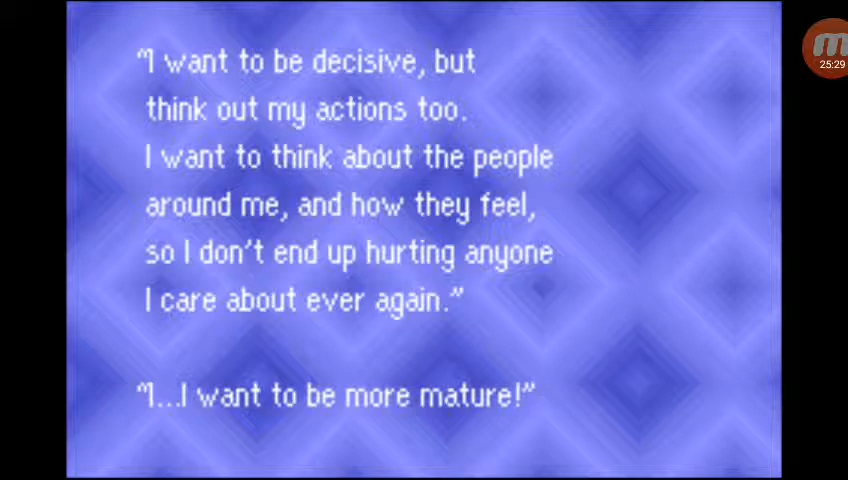 “I want to be decisive, but
think out my actions too.
I want to think about the people
around me, and how they feel,
so I don’t end up hurting anyone
I care about ever again.”
“I...I want to be more mature!”
25:29